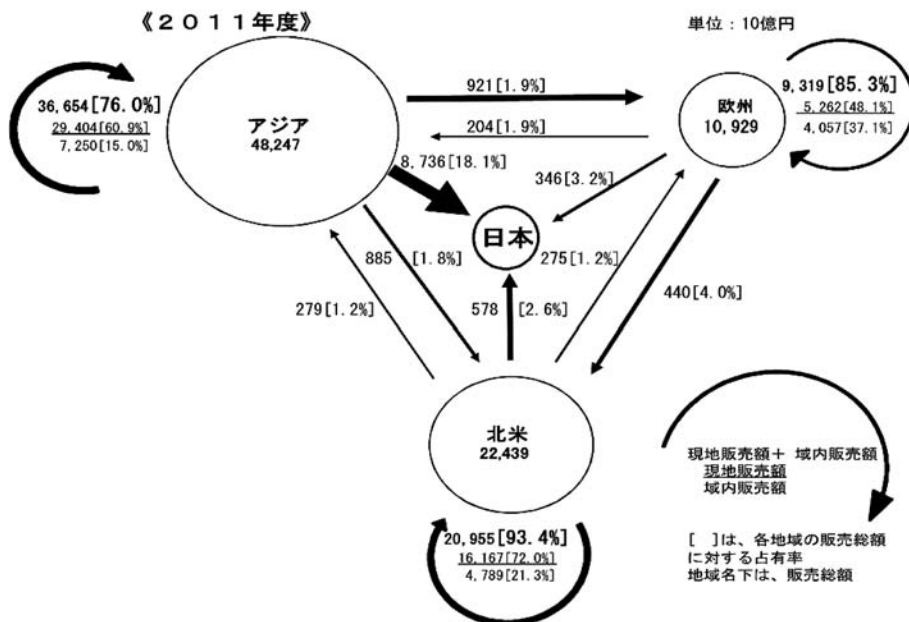 《２０１１年度》
単位：10億円
36,654[76.0%]
29,404[60.9%]
7,250[15.0%]
アジア
48,247
921[1.9%]
204[1.9%]
欧州
10,929
9,319[85.3%]
5,262[48.1%]
4,057[37.1%]
8,736[18.1%]
346[3.2%]
日本
885 [1.8%]
275[1.2%]
279[1.2%]
578 [2.6%]
440[4.0%]
北米
22,439
20,955[93.4%]
16,167[72.0%]
4,789[21.3%]
現地販売額＋ 域内販売額
現地販売額
域内販売額
[ ]は、各地域の販売総額
に対する占有率
地域名下は、販売総額